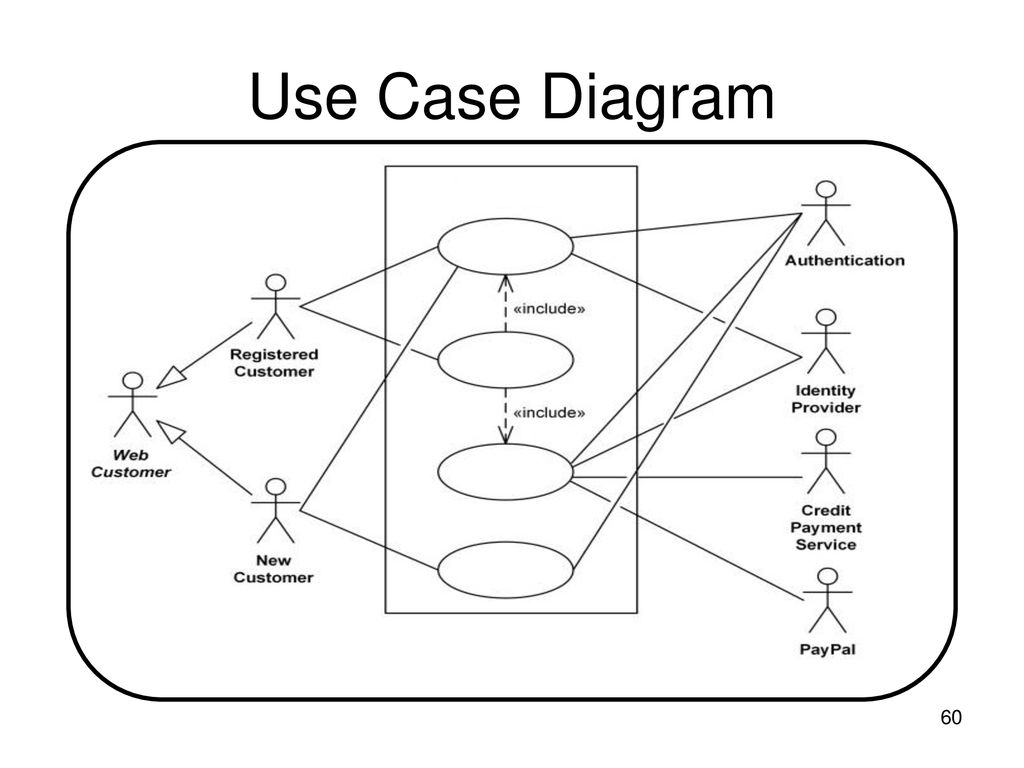 Use Case Diagram
Authentication
«include»
Registered
Customer
Identity
Provider
«include»
Web
Customer
Credit
Payment
Service
New
Customer
PayPal
60